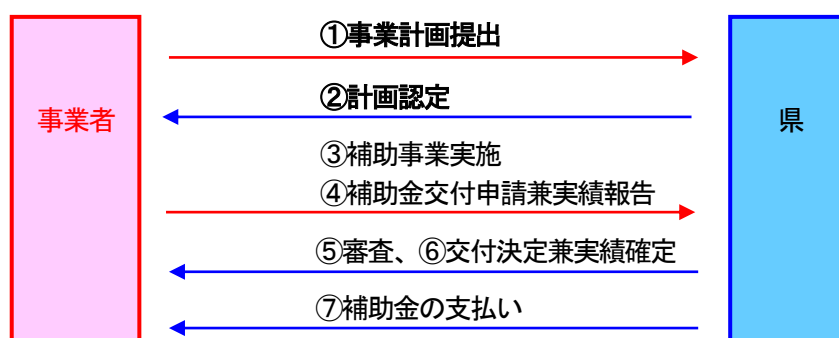 ①事業計画提出
②計画認定
事業者
県
③補助事業実施
④補助金交付申請兼実績報告
⑤審査、⑥交付決定兼実績確定
⑦補助金の支払い